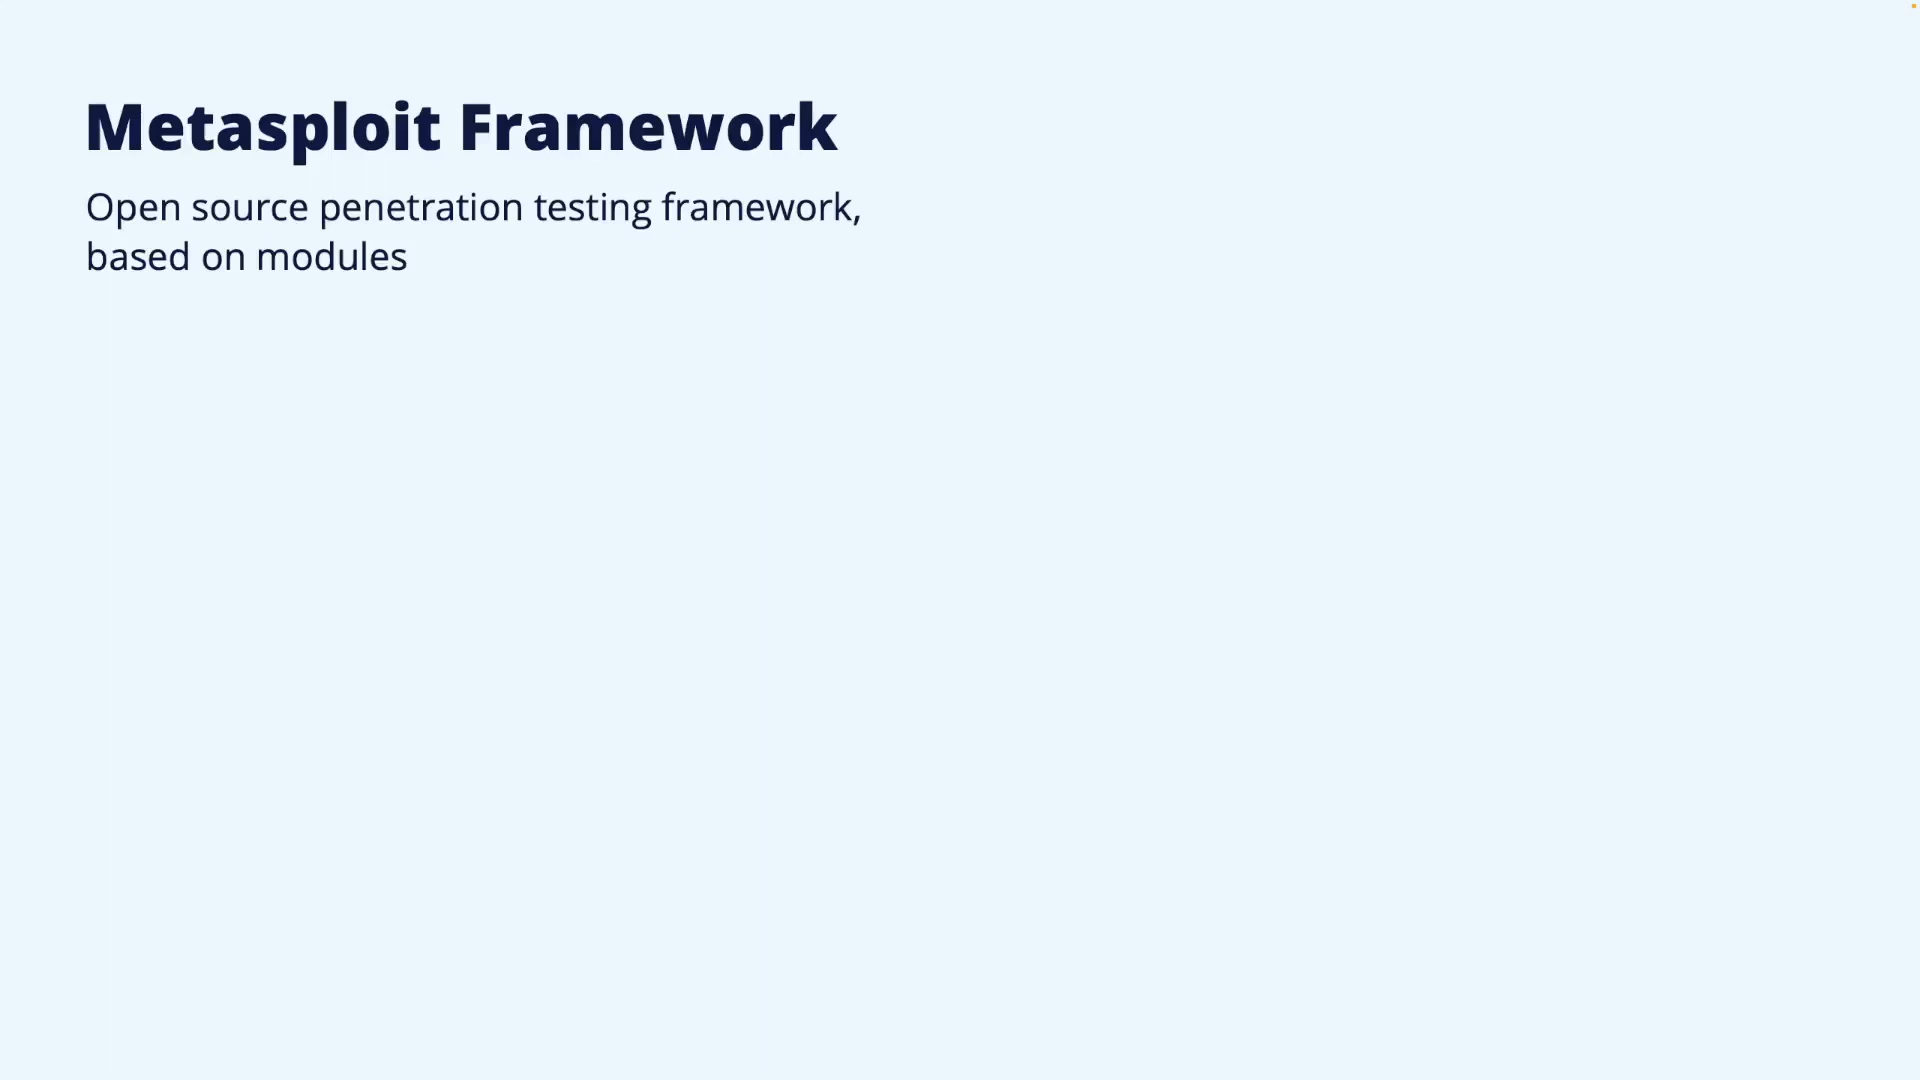 Metasploit Framework
Open source penetration testing framework,
based on modules